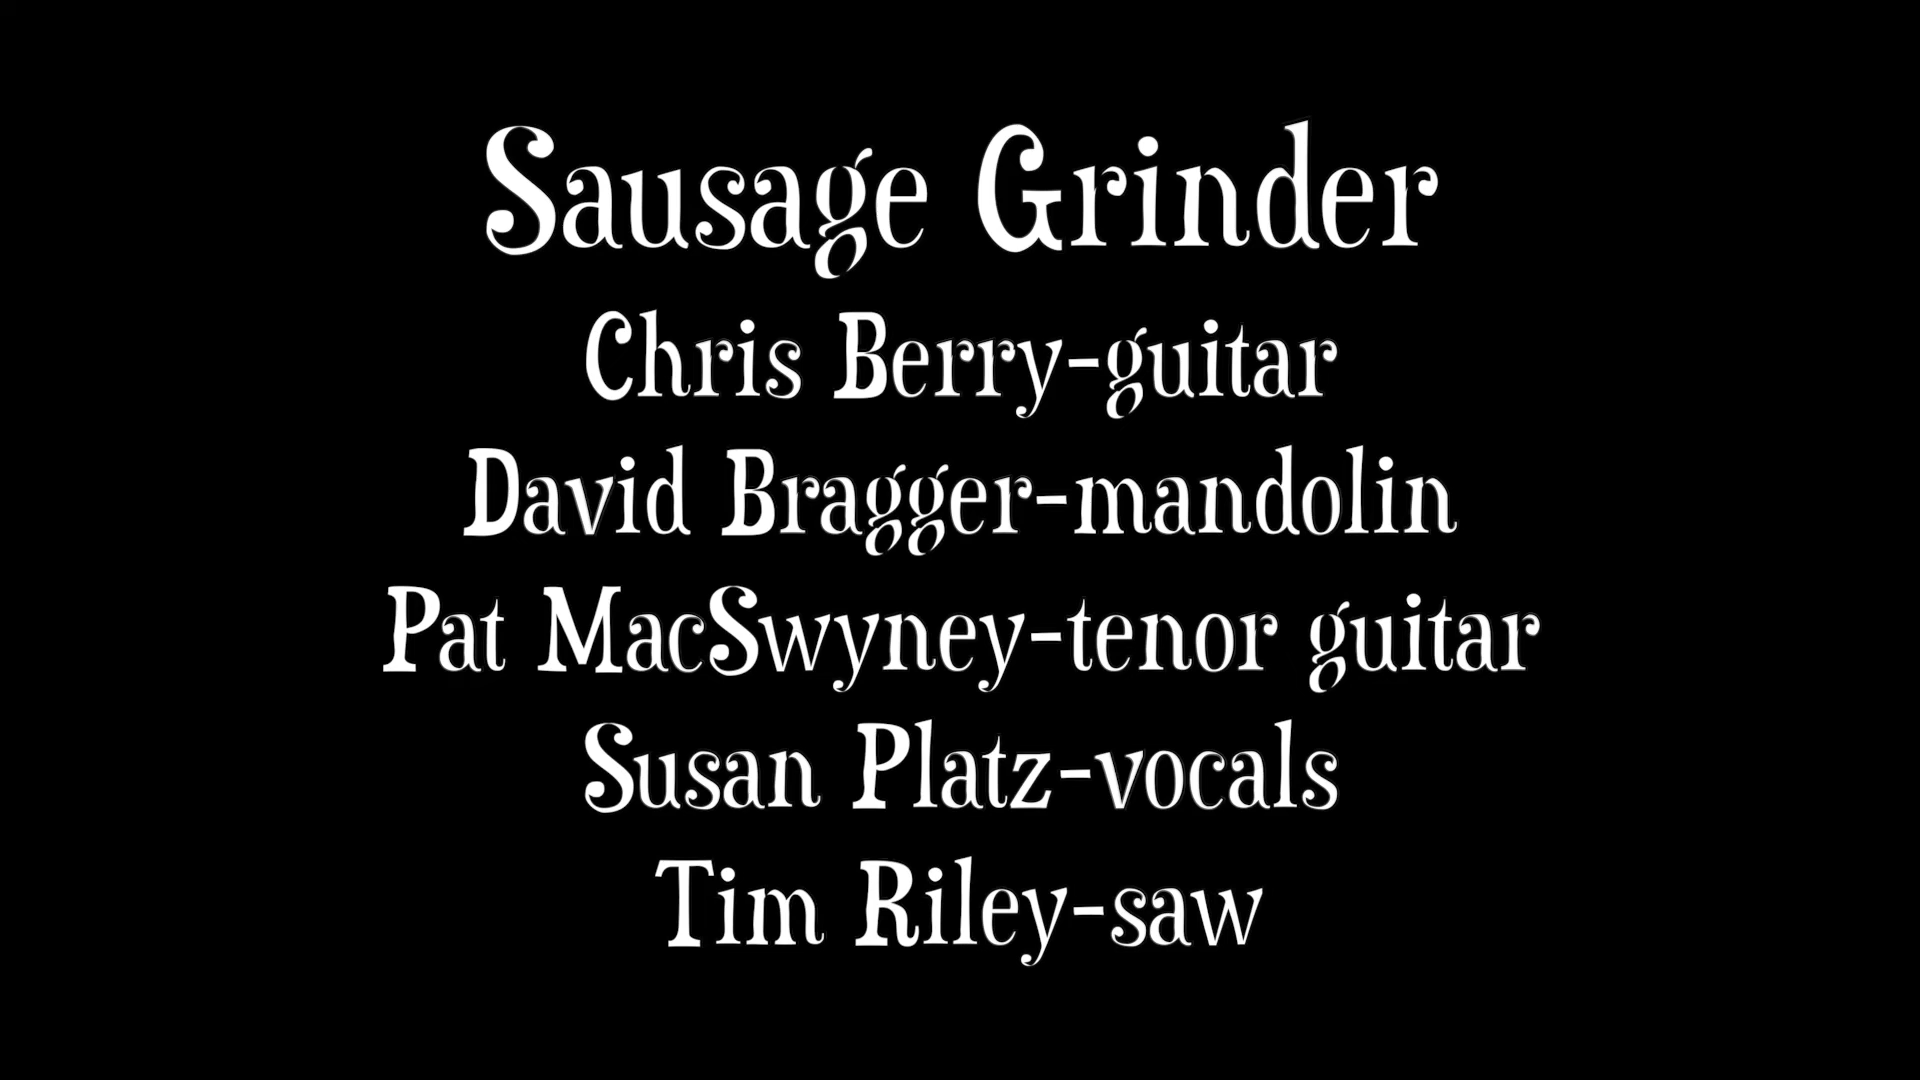 Sausage Grinder
Chris Berry-guitar
David Bragger-mandolin
Pat MacSwyney-tenor guitar
Susan Platz-vocals
Tim Riley-saw